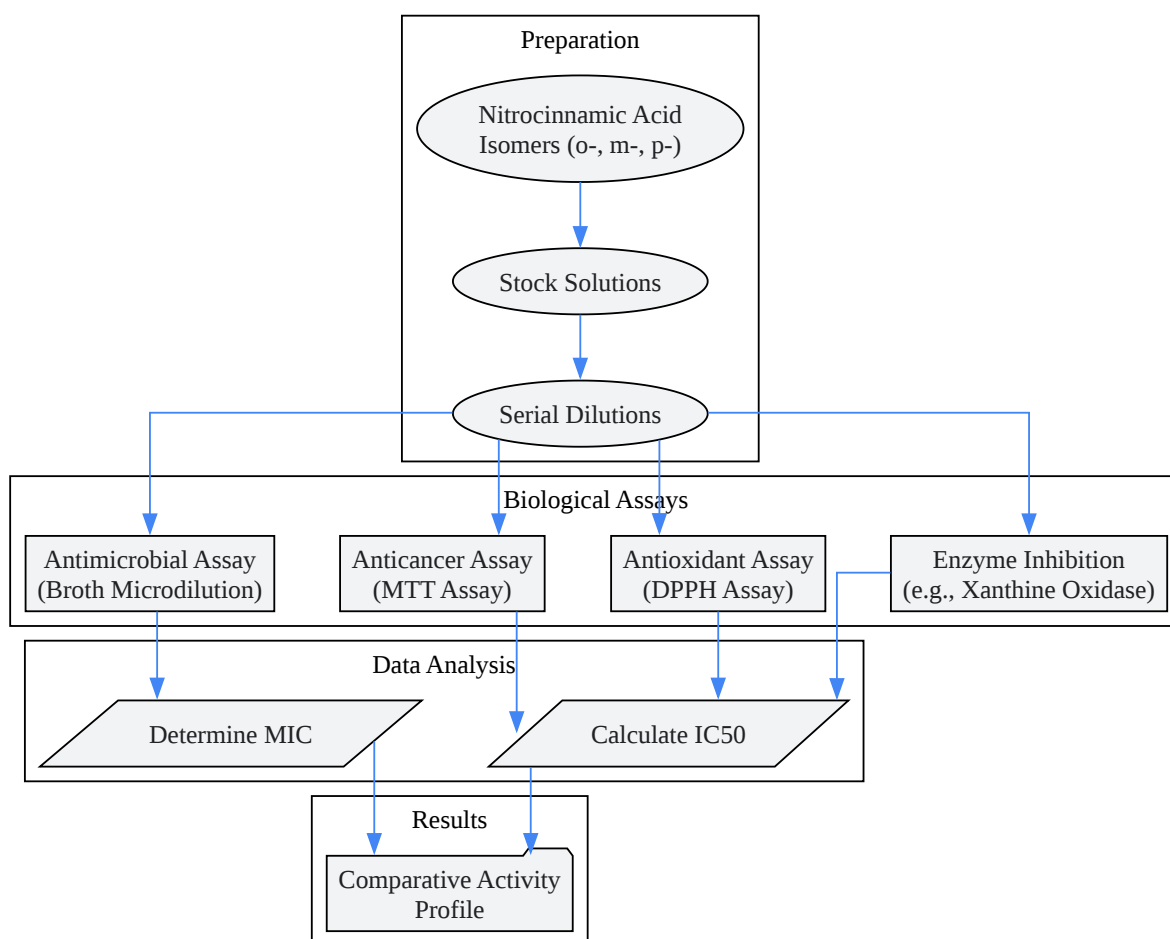 Preparation
Nitrocinnamic Acid
Isomers (o-, m-, p-)
Stock Solutions
Serial Dilutions
Biological Assays
Antimicrobial Assay
(Broth Microdilution)
Anticancer Assay
(MTT Assay)
Antioxidant Assay
(DPPH Assay)
Enzyme Inhibition
(e.g., Xanthine Oxidase)
Data Analysis
Determine MIC
Calculate IC50
Results
Comparative Activity
Profile